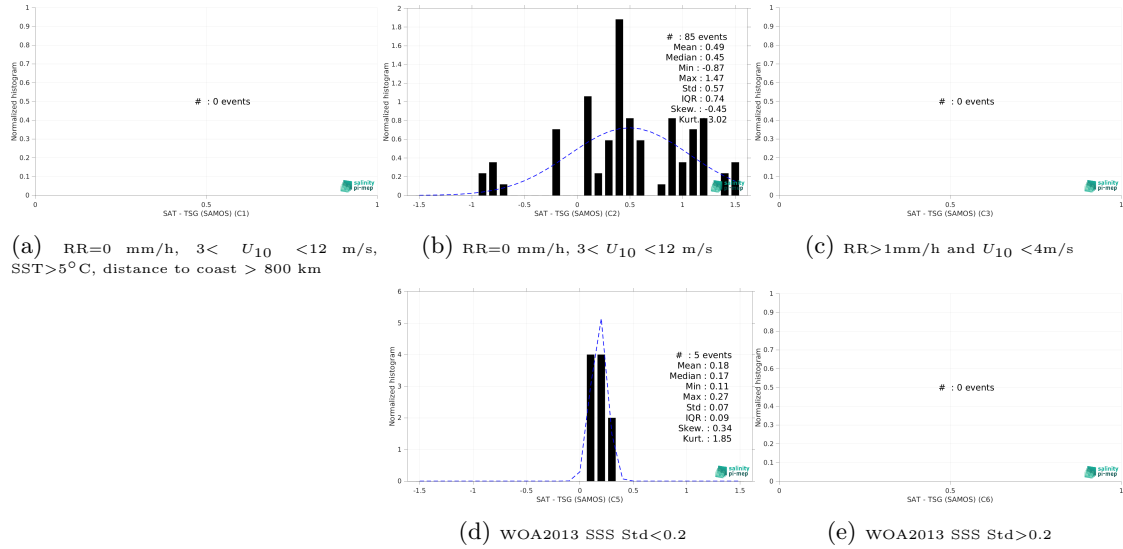 1
0.9
0.8
0.7
0.6
0.5
0.4
0.3
0.2
0.1
0
Normalized histogram
# : 0 events
salinity
pi-mep
0 0.5 1
SAT - TSG (SAMOS) (C1)
(a) RR=0 mm/h, 3< U10 <12 m/s,
SST>5°C, distance to coast > 800 km
2
1.8
1.6
1.4
1.2
1
0.8
0.6
0.4
0.2
0
Normalized histogram
# : 85 events
Mean : 0.49
Median : 0.45
Min : -0.87
Max : 1.47
Std : 0.57
IQR : 0.74
Skew. : -0.45
Kurt. : 3.02
salinity
pi-mep
-1.5 -1 -0.5 0 0.5 1 1.5
SAT - TSG (SAMOS) (C2)
(b) RR=0 mm/h, 3< U10 <12 m/s
1
0.9
0.8
0.7
0.6
0.5
0.4
0.3
0.2
0.1
0
Normalized histogram
# : 0 events
salinity
pi-mep
0 0.5 1
SAT - TSG (SAMOS) (C3)
(c) RR>1mm/h and U10 <4m/s
6
5
4
3
2
1
0
Normalized histogram
# : 5 events
Mean : 0.18
Median : 0.17
Min : 0.11
Max : 0.27
Std : 0.07
IQR : 0.09
Skew. : 0.34
Kurt. : 1.85
salinity
pi-mep
-1.5 -1 -0.5 0 0.5 1 1.5
SAT - TSG (SAMOS) (C5)
(d) WOA2013 SSS Std<0.2
1
0.9
0.8
0.7
0.6
0.5
0.4
0.3
0.2
0.1
0
Normalized histogram
# : 0 events
salinity
pi-mep
0 0.5 1
SAT - TSG (SAMOS) (C6)
(e) WOA2013 SSS Std>0.2